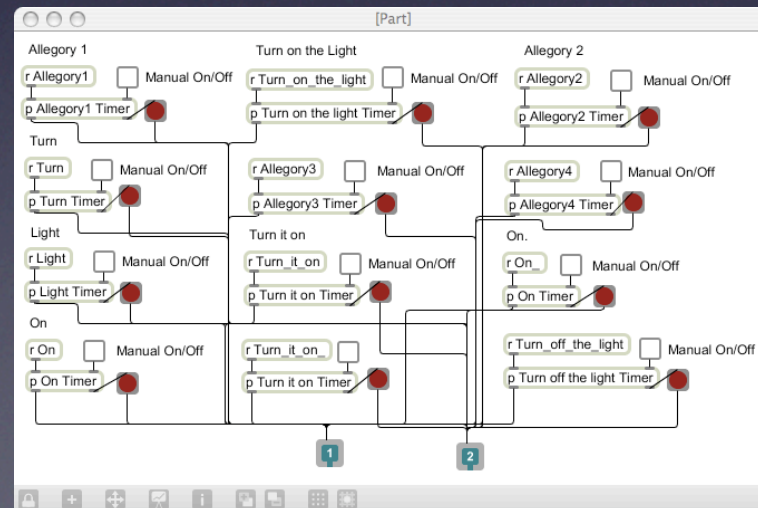 [Part]
Allegory 1
r Allegory1
Manual On/Off
p Allegory1 Timer
Turn on the Light
r Turn_on_the_light
Manual On/Off
p Turn on the light Timer
Allegory 2
r Allegory2
Manual On/Off
p Allegory2 Timer
Turn
r Turn
Manual On/Off
p Turn Timer
r Allegory3
Manual On/Off
p Allegory3 Timer
r Allegory4
Manual On/Off
p Allegory4 Timer
Light
r Light
Manual On/Off
p Light Timer
Turn it on
r Turn_it_on
Manual On/Off
p Turn it on Timer
On.
r On_
Manual On/Off
p On Timer
On
r On
Manual On/Off
p On Timer
r Turn_it_on_
p Turn it on Timer
r Turn_off_the_light
Manual On/Off
p Turn off the light Timer
1
2